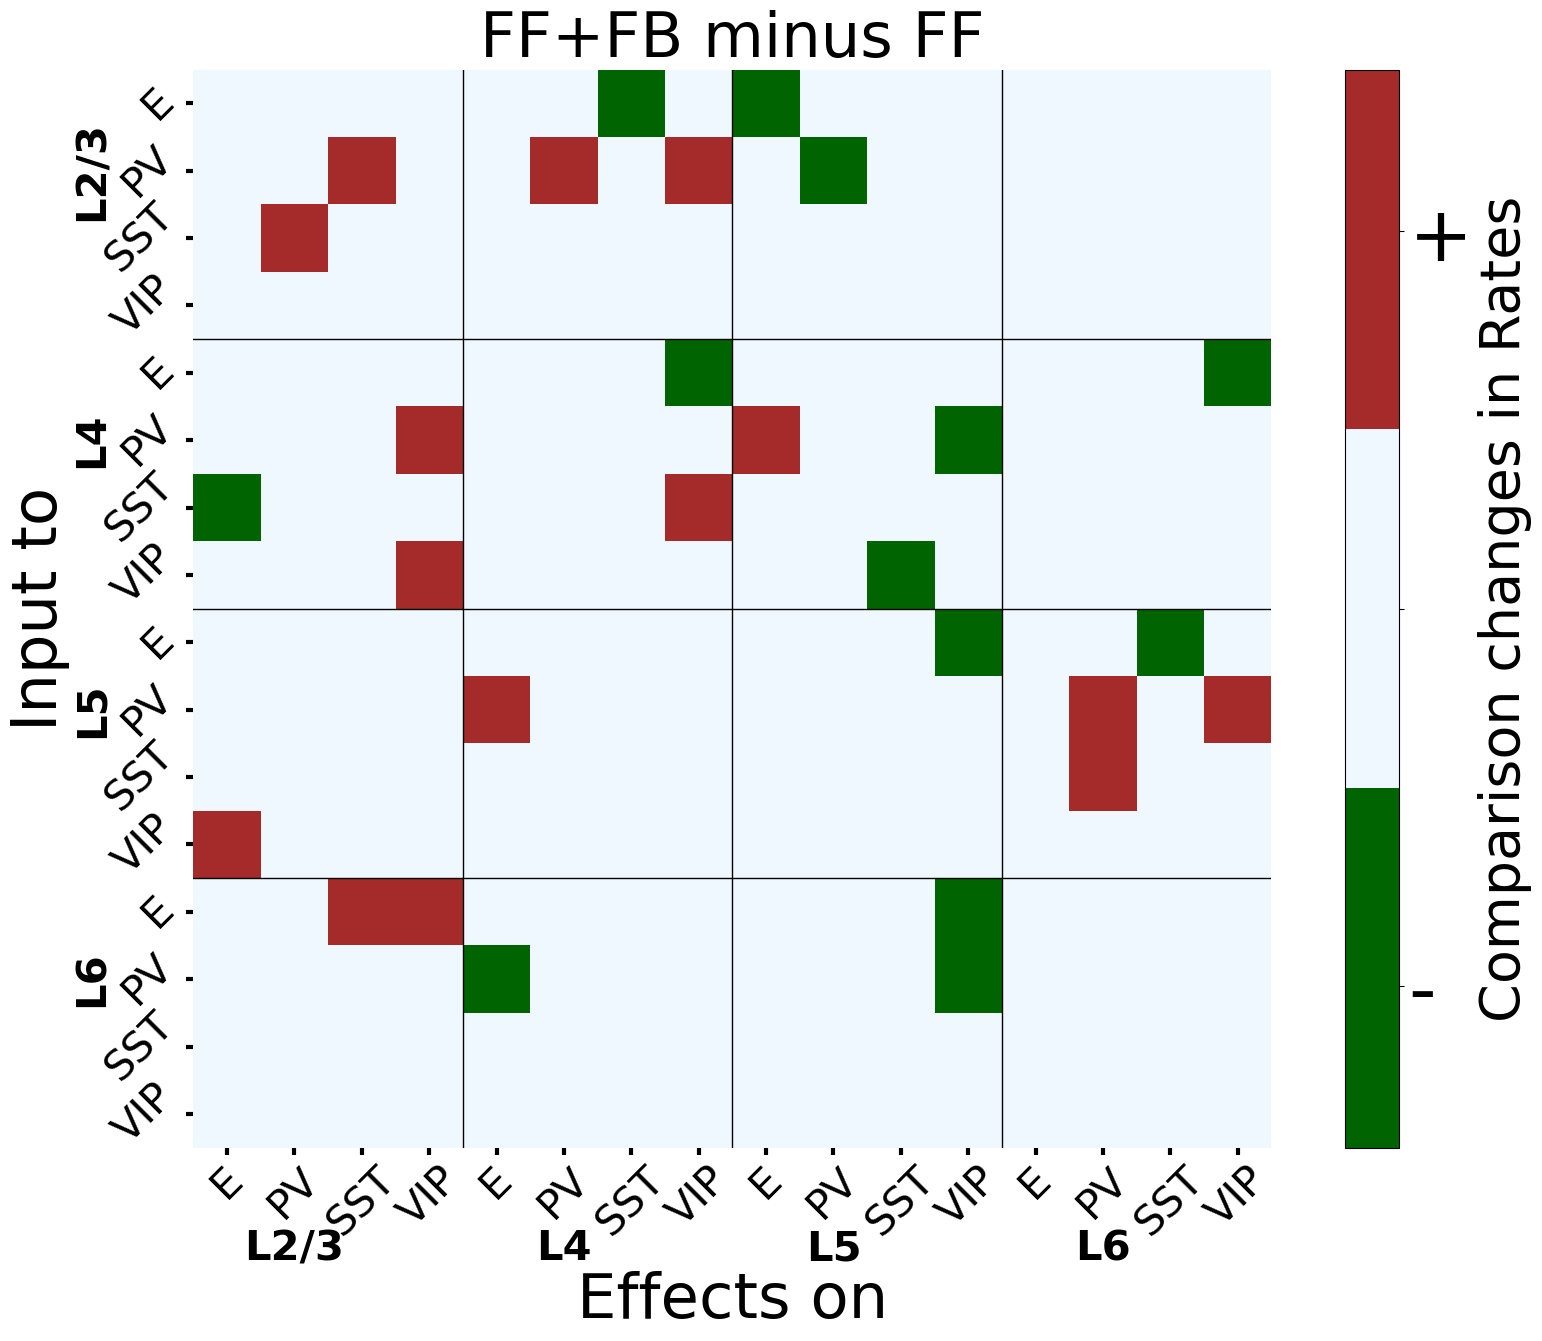 FF+FB minus FF
Input to
L2/3
E
PV
SST
VIP
L4
E
PV
SST
VIP
L5
E
PV
SST
VIP
L6
E
PV
SST
VIP
E PV SST VIP E PV SST VIP E PV SST VIP E PV SST VIP
L2/3 L4 L5 L6
Effects on
+
-
Comparison changes in Rates